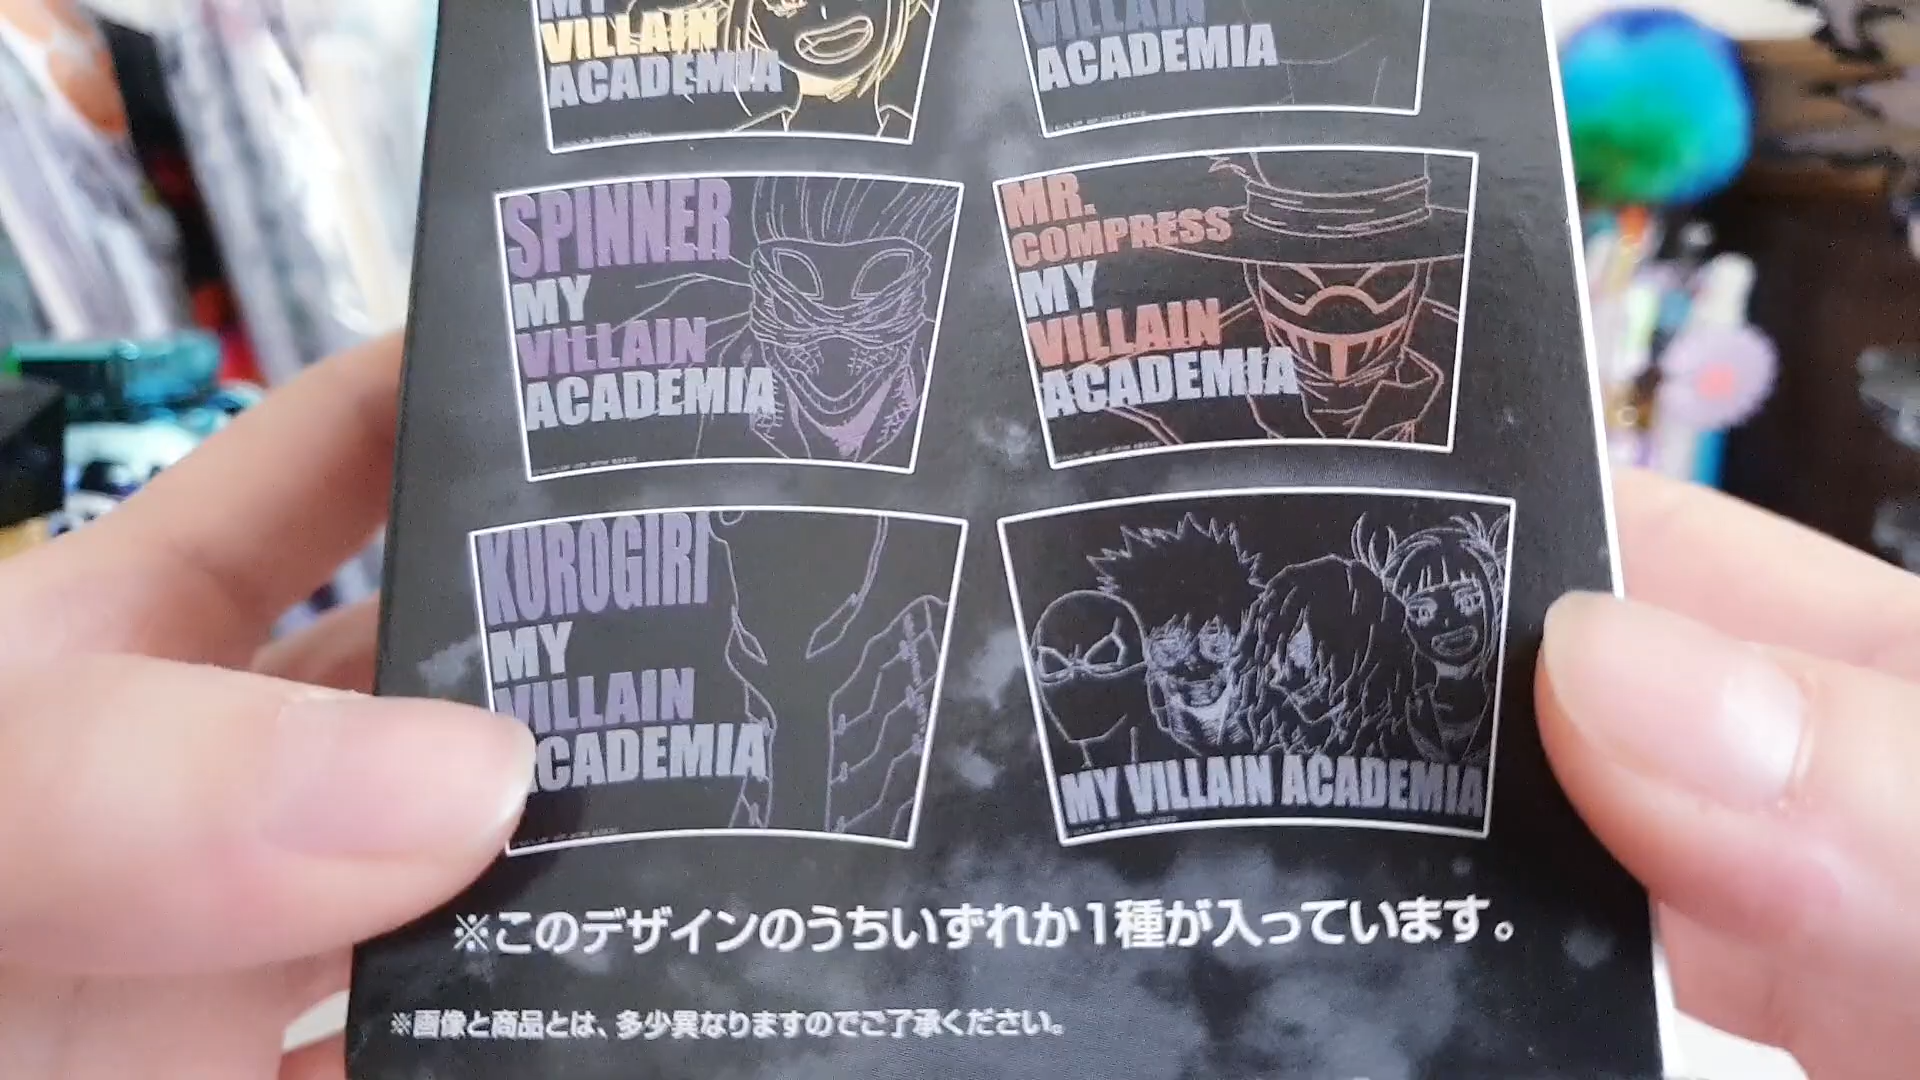 VILLAIN
ACADEMIA
VILLAIN
ACADEMIA
SPINNER
MY
VILLAIN
ACADEMIA
MR.
COMPRESS
MY
VILLAIN
ACADEMIA
KUROGIRI
MY
VILLAIN
ACADEMIA
MY VILLAIN ACADEMIA
※このデザインのうちいずれか1種が入っています。
※画像と商品とは、多少異なりますのでご了承ください。